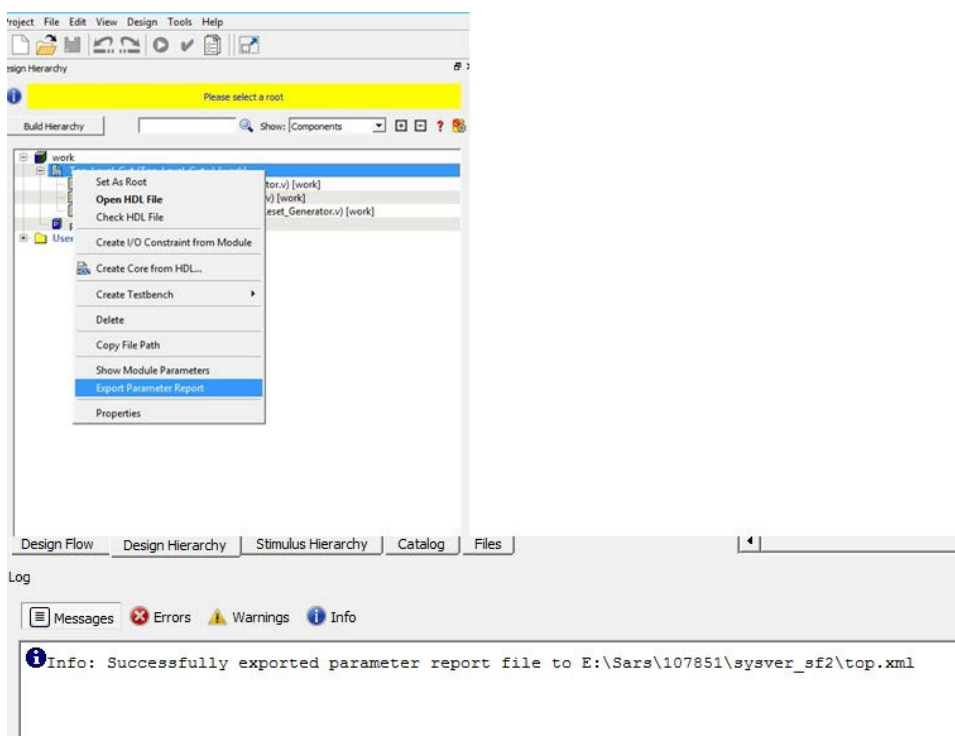 roject File Edit View Design Tools Help
esign Hierarchy
Please select a root
Build Hierarchy Show: Components
work
Set As Root
tor.v) [work]
Open HDL File
v) [work]
Check HDL File
eset_Generator.v) [work]
User
Create I/O Constraint from Module
Create Core from HDL...
Create Testbench
Delete
Copy File Path
Show Module Parameters
Export Parameter Report
Properties
Design Flow Design Hierarchy Stimulus Hierarchy Catalog Files
Log
Messages Errors Warnings Info
Info: Successfully exported parameter report file to E:\Sars\107851\sysver_sf2\top.xml